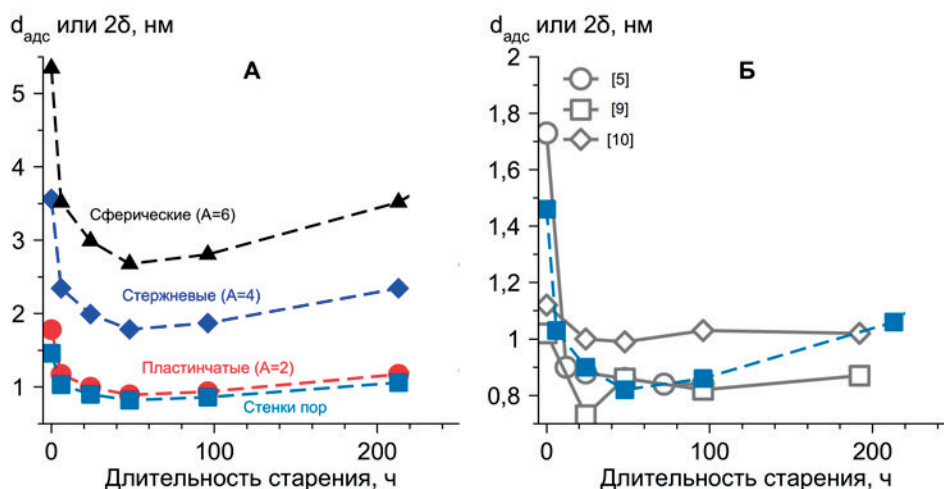 d_адс или 2δ, нм
А
5
4
3
2
1
Сферические (А=6)
Стержневые (А=4)
Пластинчатые (А=2)
Стенки пор
0
100
200
Длительность старения, ч
d_адс или 2δ, нм
Б
2
1,8
1,6
1,4
1,2
1
0,8
[5]
[9]
[10]
0
100
200
Длительность старения, ч